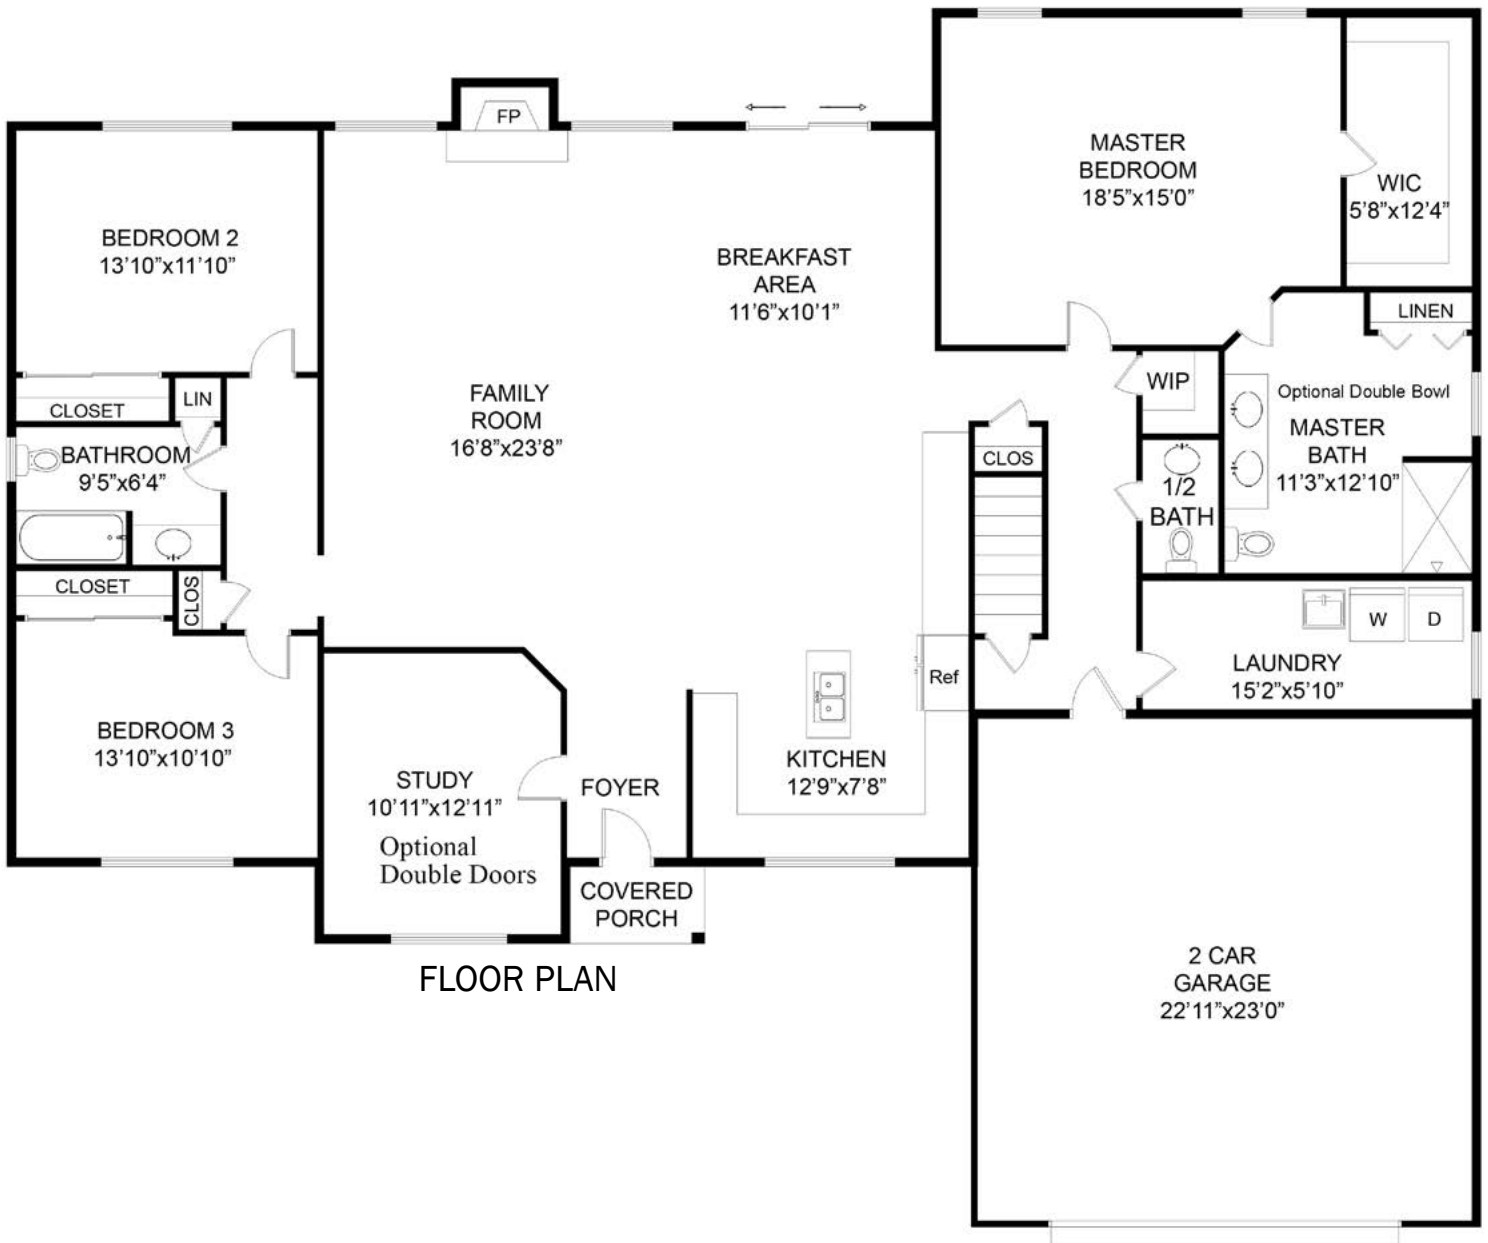 FP
MASTER
BEDROOM
18'5"x15'0"
WIC
5'8"x12'4"
BEDROOM 2
13'10"x11'10"
BREAKFAST
AREA
11'6"x10'1"
LINEN
FAMILY
ROOM
16'8"x23'8"
WIP
Optional Double Bowl
MASTER
BATH
11'3"x12'10"
CLOSET
LIN
BATHROOM
9'5"x6'4"
CLOS
1/2
BATH
CLOSET
CLOS
W
D
LAUNDRY
15'2"x5'10"
Ref
BEDROOM 3
13'10"x10'10"
STUDY
10'11"x12'11"
Optional
Double Doors
FOYER
KITCHEN
12'9"x7'8"
COVERED
PORCH
FLOOR PLAN
2 CAR
GARAGE
22'11"x23'0"